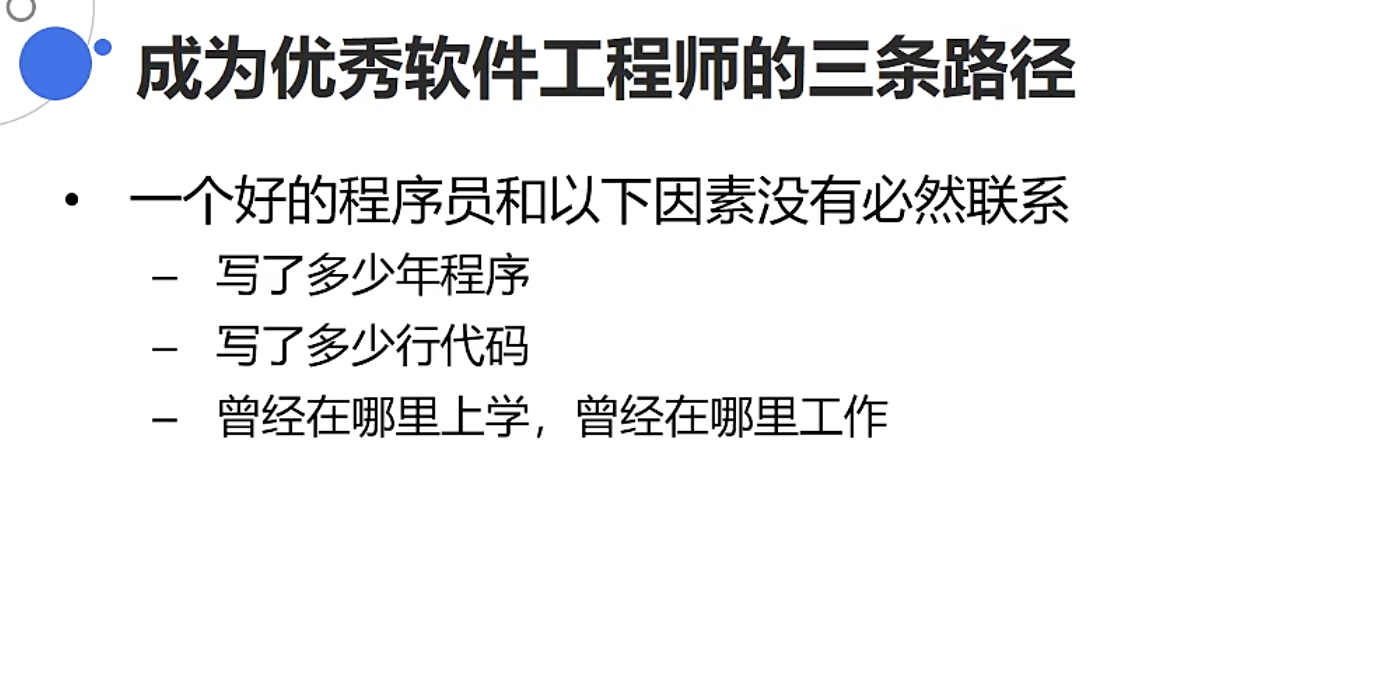 成为优秀软件工程师的三条路径
• 一个好的程序员和以下因素没有必然联系
– 写了多少年程序
– 写了多少行代码
– 曾经在哪里上学，曾经在哪里工作